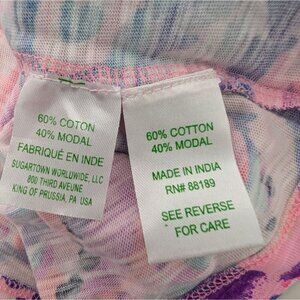 60% COTON
40% MODAL
FABRIQUÉ EN INDE
SUGARTOWN WORLDWIDE, LLC
800 THIRD AVEUNE
KING OF PRUSSIA, PA USA
60% COTTON
40% MODAL
MADE IN INDIA
RN# 88189
SEE REVERSE
FOR CARE